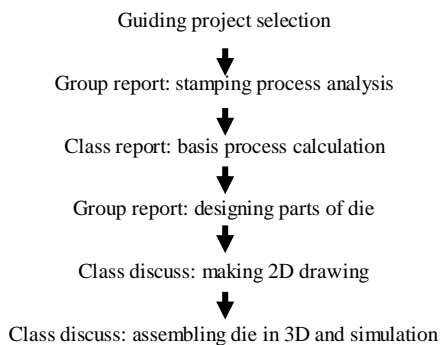 Guiding project selection
Group report: stamping process analysis
Class report: basis process calculation
Group report: designing parts of die
Class discuss: making 2D drawing
Class discuss: assembling die in 3D and simulation